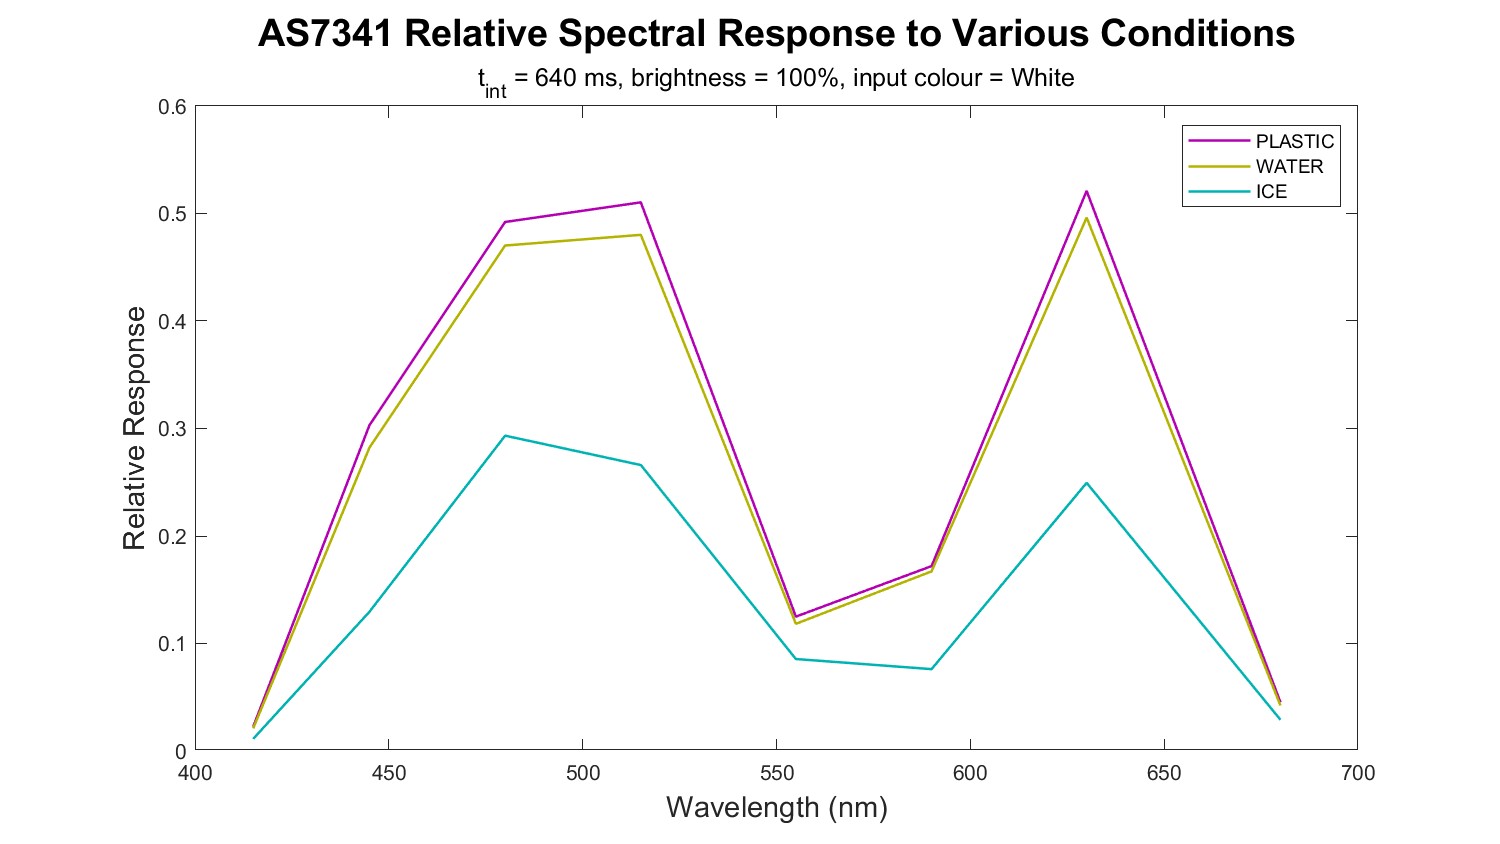 AS7341 Relative Spectral Response to Various Conditions
tint = 640 ms, brightness = 100%, input colour = White
PLASTIC
WATER
ICE
Relative Response
0.6
0.5
0.4
0.3
0.2
0.1
0
400 450 500 550 600 650 700
Wavelength (nm)